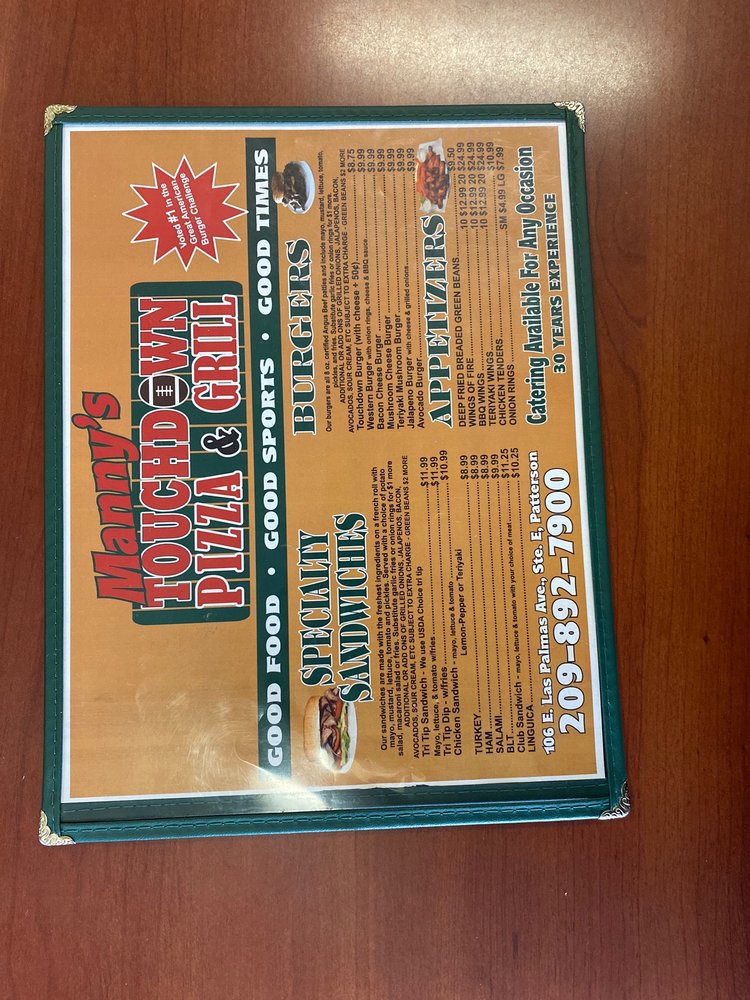 Manny's
TOUCHDOWN
PIZZA & GRILL
Voted #1 in the
Great American
Burger Challenge
GOOD FOOD • GOOD SPORTS • GOOD TIMES
SPECIALTY
SANDWICHES
Our sandwiches are made with the freshest ingredients on a french roll with
mayo, mustard, lettuce, tomato and pickles. Served with a choice of potato
salad, macaroni salad or fries. Substitute garlic fries or onion rings for $1 more
ADDITIONAL OR ADD ONS OF GRILLED ONIONS, JALAPENOS, BACON,
AVOCADOS, SOUR CREAM, ETC SUBJECT TO EXTRA CHARGE - GREEN BEANS $2 MORE
Tri Tip Sandwich - We use USDA Choice tri tip
Mayo, lettuce, & tomato w/fries
Tri Tip Dip - w/fries
Chicken Sandwich - mayo, lettuce & tomato
Lemon-Pepper or Teriyaki
TURKEY
HAM
SALAMI
BLT
Club Sandwich - mayo, lettuce & tomato with your choice of meat
LINGUICA
$11.99
$11.99
$10.99
$8.99
$8.99
$8.99
$9.99
$11.25
$10.25
106 E. Las Palmas Ave., Ste. E, Patterson
209-892-7900
BURGERS
Our burgers are all 8 oz. certified Angus Beef patties and include mayo, mustard, lettuce, tomato,
pickles, and fries. Substitute garlic fries or onion rings for $1 more
ADDITIONAL OR ADD ONS OF GRILLED ONIONS, JALAPENOS, BACON,
AVOCADOS, SOUR CREAM, ETC SUBJECT TO EXTRA CHARGE - GREEN BEANS $2 MORE
Touchdown Burger (with cheese + 50¢) $8.75
Western Burger with onion rings, cheese & BBQ sauce $9.99
Bacon Cheese Burger $9.99
Mushroom Cheese Burger $9.99
Teriyaki Mushroom Burger $9.99
Jalapeno Burger with cheese & grilled onions $9.99
Avocado Burger $9.99
APPETIZERS
DEEP FRIED BREADED GREEN BEANS $9.50
WINGS OF FIRE 10 $12.99 20 $24.99
BBQ WINGS 10 $12.99 20 $24.99
TERIYAKI WINGS 10 $12.99 20 $24.99
CHICKEN TENDERS $10.99
ONION RINGS SM $4.99 LG $7.99
Catering Available For Any Occasion
30 YEARS EXPERIENCE